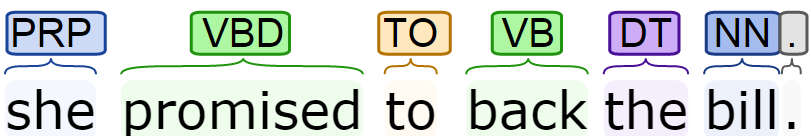 PRP VBD TO VB DT NN .
she promised to back the bill.